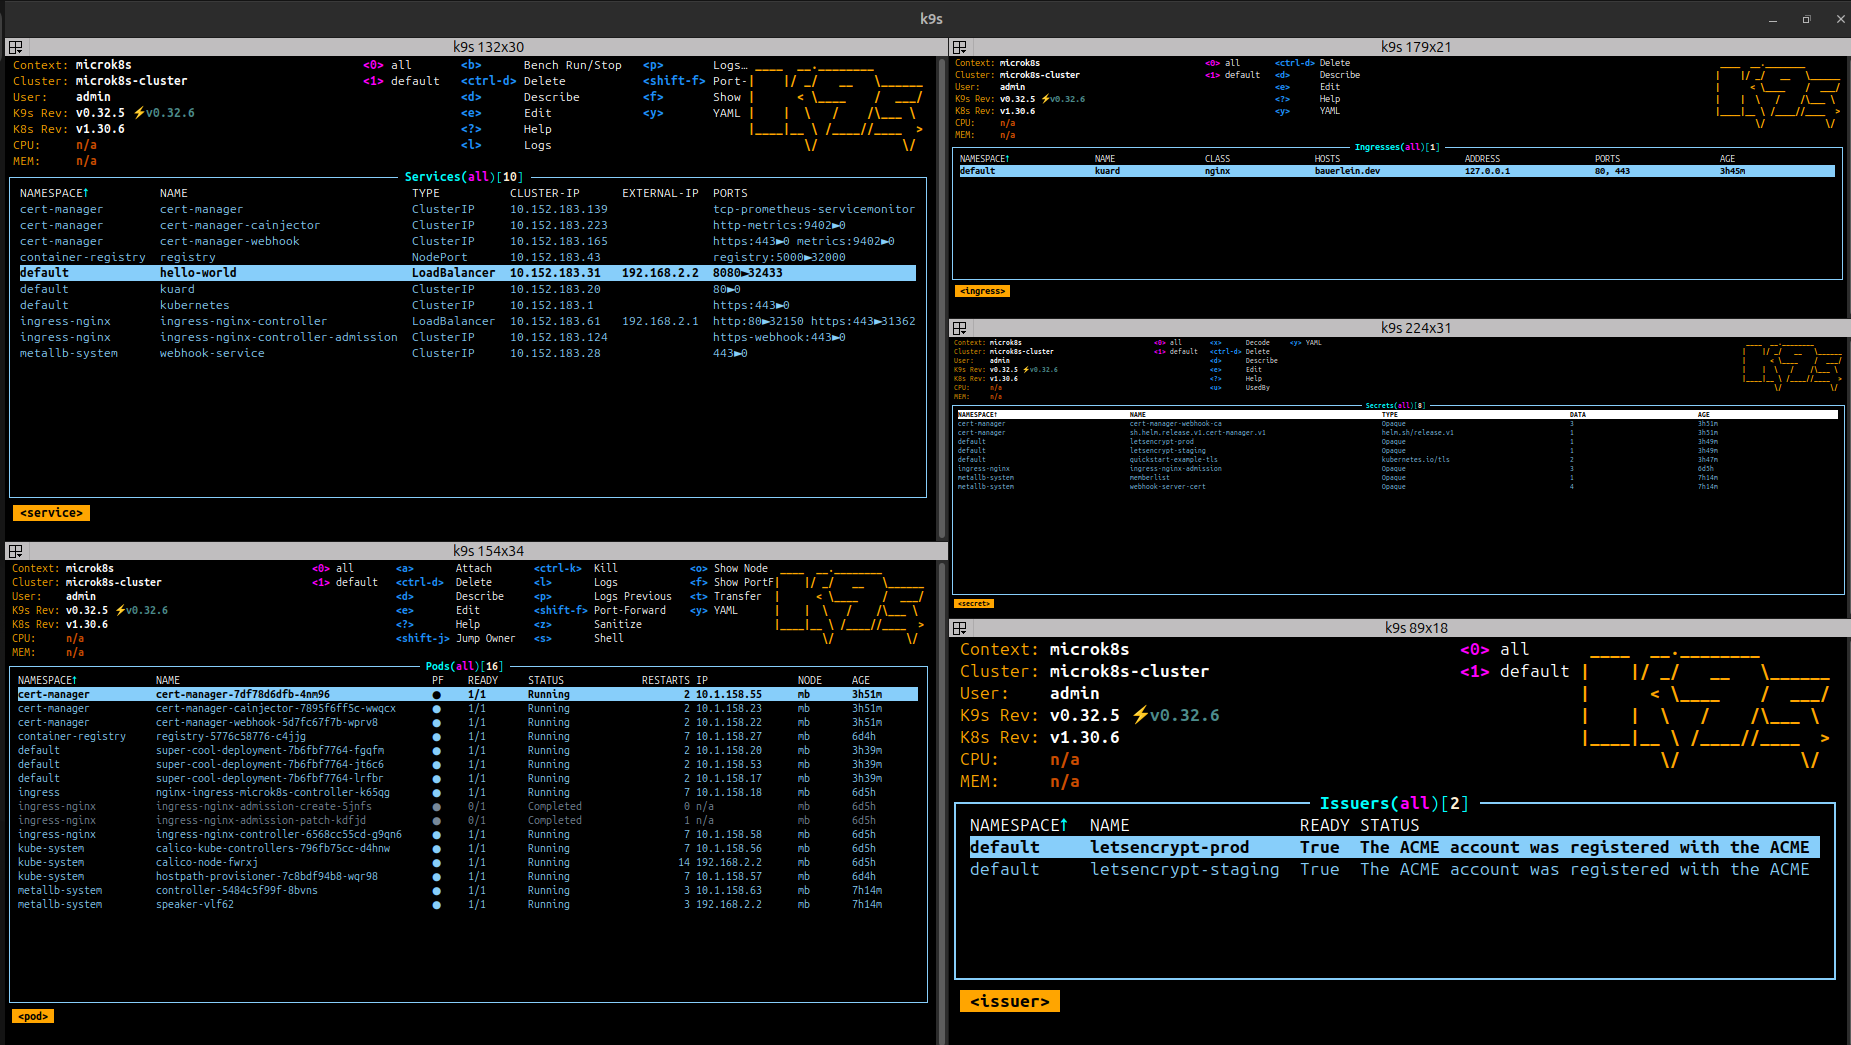 k9s
k9s 132x30
Context: microk8s <0> all <b> Bench Run/Stop <p> Logs…
Cluster: microk8s-cluster <1> default <ctrl-d> Delete <shift-f> Port-
User: admin <d> Describe <f> Show
K9s Rev: v0.32.5 ⚡v0.32.6 <e> Edit <y> YAML
K8s Rev: v1.30.6 <?> Help
CPU: n/a <l> Logs
MEM: n/a
Services(all)[10]
NAMESPACE↑ NAME TYPE CLUSTER-IP EXTERNAL-IP PORTS
cert-manager cert-manager ClusterIP 10.152.183.139 tcp-prometheus-servicemonitor
cert-manager cert-manager-cainjector ClusterIP 10.152.183.223 http-metrics:9402►0
cert-manager cert-manager-webhook ClusterIP 10.152.183.165 https:443►0 metrics:9402►0
container-registry registry NodePort 10.152.183.43 registry:5000►32000
default hello-world LoadBalancer 10.152.183.31 192.168.2.2 8080►32433
default kuard ClusterIP 10.152.183.20 80►0
default kubernetes ClusterIP 10.152.183.1 https:443►0
ingress-nginx ingress-nginx-controller LoadBalancer 10.152.183.61 192.168.2.1 http:80►32150 https:443►31362
ingress-nginx ingress-nginx-controller-admission ClusterIP 10.152.183.124 https-webhook:443►0
metallb-system webhook-service ClusterIP 10.152.183.28 443►0
<service>
k9s 154x34
Context: microk8s <0> all <a> Attach <ctrl-k> Kill <o> Show Node
Cluster: microk8s-cluster <1> default <ctrl-d> Delete <l> Logs <f> Show PortF
User: admin <d> Describe <p> Logs Previous <t> Transfer
K9s Rev: v0.32.5 ⚡v0.32.6 <e> Edit <shift-f> Port-Forward <y> YAML
K8s Rev: v1.30.6 <?> Help <z> Sanitize
CPU: n/a <shift-j> Jump Owner <s> Shell
MEM: n/a
Pods(all)[16]
NAMESPACE↑ NAME PF READY STATUS RESTARTS IP NODE AGE
cert-manager cert-manager-7df78d6dfb-4nm96 ● 1/1 Running 2 10.1.158.55 mb 3h51m
cert-manager cert-manager-cainjector-7895f6ff5c-wwqcx ● 1/1 Running 2 10.1.158.23 mb 3h51m
cert-manager cert-manager-webhook-5d7fc67f7b-wprv8 ● 1/1 Running 2 10.1.158.22 mb 3h51m
container-registry registry-5776c58776-c4jjg ● 1/1 Running 7 10.1.158.27 mb 6d4h
default super-cool-deployment-7b6fbf7764-fgqfm ● 1/1 Running 2 10.1.158.20 mb 3h39m
default super-cool-deployment-7b6fbf7764-jt6c6 ● 1/1 Running 2 10.1.158.53 mb 3h39m
default super-cool-deployment-7b6fbf7764-lrfbr ● 1/1 Running 2 10.1.158.17 mb 3h39m
ingress nginx-ingress-microk8s-controller-k65qg ● 1/1 Running 7 10.1.158.18 mb 6d5h
ingress-nginx ingress-nginx-admission-create-5jnfs ● 0/1 Completed 0 n/a mb 6d5h
ingress-nginx ingress-nginx-admission-patch-kdfjd ● 0/1 Completed 1 n/a mb 6d5h
ingress-nginx ingress-nginx-controller-6568cc55cd-g9qn6 ● 1/1 Running 7 10.1.158.58 mb 6d5h
kube-system calico-kube-controllers-796fb75cc-d4hnw ● 1/1 Running 7 10.1.158.56 mb 6d5h
kube-system calico-node-fwrxj ● 1/1 Running 14 192.168.2.2 mb 6d5h
kube-system hostpath-provisioner-7c8bdf94b8-wqr98 ● 1/1 Running 7 10.1.158.57 mb 6d4h
metallb-system controller-5484c5f99f-8bvns ● 1/1 Running 3 10.1.158.63 mb 7h14m
metallb-system speaker-vlf62 ● 1/1 Running 3 192.168.2.2 mb 7h14m
<pod>
k9s 179x21
Context: microk8s <0> all <ctrl-d> Delete
Cluster: microk8s-cluster <1> default <d> Describe
User: admin <e> Edit
K9s Rev: v0.32.5 ⚡v0.32.6 <?> Help
K8s Rev: v1.30.6 <y> YAML
CPU: n/a
MEM: n/a
Ingresses(all)[1]
NAMESPACE↑ NAME CLASS HOSTS ADDRESS PORTS AGE
default kuard nginx bauerlein.dev 127.0.0.1 80, 443 3h45m
<ingress>
k9s 224x31
Context: microk8s <0> all <x> Decode <y> YAML
Cluster: microk8s-cluster <1> default <ctrl-d> Delete
User: admin <d> Describe
K9s Rev: v0.32.5 ⚡v0.32.6 <e> Edit
K8s Rev: v1.30.6 <?> Help
CPU: n/a <u> UsedBy
MEM: n/a
Secrets(all)[8]
NAMESPACE↑ NAME TYPE DATA AGE
cert-manager cert-manager-webhook-ca Opaque 3 3h51m
cert-manager sh.helm.release.v1.cert-manager.v1 helm.sh/release.v1 1 3h51m
default letsencrypt-prod Opaque 1 3h49m
default letsencrypt-staging Opaque 1 3h49m
default quickstart-example-tls kubernetes.io/tls 2 3h47m
ingress-nginx ingress-nginx-admission Opaque 3 6d5h
metallb-system memberlist Opaque 1 7h14m
metallb-system webhook-server-cert Opaque 4 7h14m
<secret>
k9s 89x18
Context: microk8s <0> all
Cluster: microk8s-cluster <1> default
User: admin
K9s Rev: v0.32.5 ⚡v0.32.6
K8s Rev: v1.30.6
CPU: n/a
MEM: n/a
Issuers(all)[2]
NAMESPACE↑ NAME READY STATUS
default letsencrypt-prod True The ACME account was registered with the ACME
default letsencrypt-staging True The ACME account was registered with the ACME
<issuer>